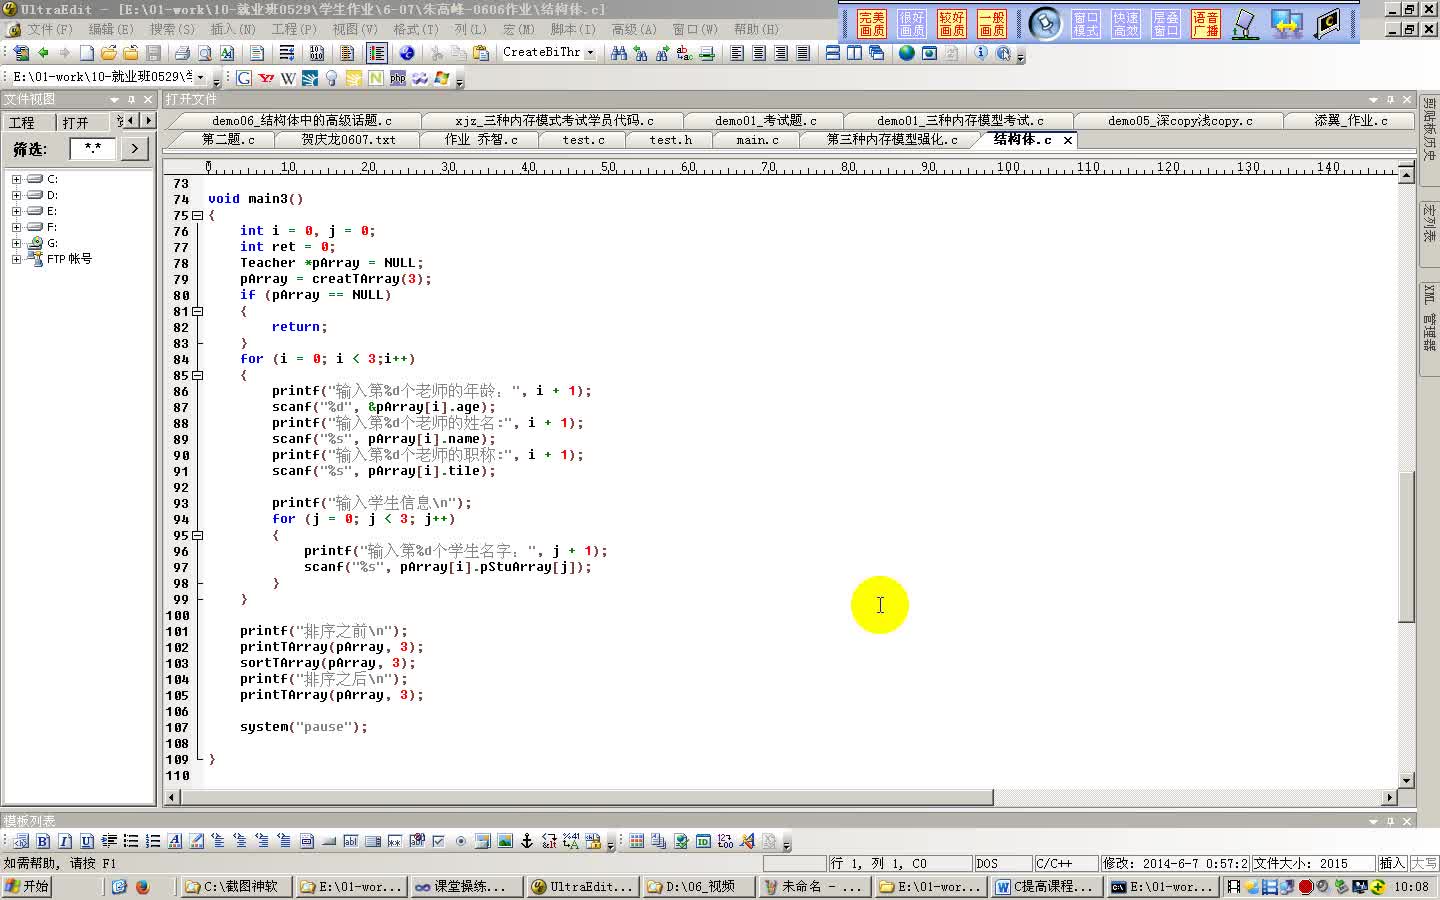 UltraEdit - [E:\01-work\10-就业班0529\学生作业\6-07\朱高峰-0606作业\结构体.c]
完美画质 很好画质 较好画质 一般画质 窗口模式 快速高效 层叠窗口 语音广播
文件(F) 编辑(E) 搜索(S) 插入(N) 工程(P) 视图(V) 格式(T) 列(L) 宏(M) 脚本(I) 高级(A) 窗口(W) 帮助(H)
CreateBiThr
E:\01-work\10-就业班0529\
文件视图 打开文件
工程 打开
demo06_结构体中的高级话题.c xjz_三种内存模式考试学员代码.c demo01_考试题.c demo01_三种内存模型考试.c demo05_深copy浅copy.c 添翼_作业.c
第二题.c 贺庆龙0607.txt 作业 乔智.c test.c test.h main.c 第三种内存模型强化.c 结构体.c
筛选: *.* >
0 10 20 30 40 50 60 70 80 90 100 110 120 130 140
C:
D:
E:
F:
G:
FTP 帐号
73
74 void main3()
75 {
76 int i = 0, j = 0;
77 int ret = 0;
78 Teacher *pArray = NULL;
79 pArray = creatTArray(3);
80 if (pArray == NULL)
81 {
82 return;
83 }
84 for (i = 0; i < 3;i++)
85 {
86 printf("输入第%d个老师的年龄：", i + 1);
87 scanf("%d", &pArray[i].age);
88 printf("输入第%d个老师的姓名:", i + 1);
89 scanf("%s", pArray[i].name);
90 printf("输入第%d个老师的职称:", i + 1);
91 scanf("%s", pArray[i].tile);
92
93 printf("输入学生信息\n");
94 for (j = 0; j < 3; j++)
95 {
96 printf("输入第%d个学生名字：", j + 1);
97 scanf("%s", pArray[i].pStuArray[j]);
98 }
99 }
100
101 printf("排序之前\n");
102 printTArray(pArray, 3);
103 sortTArray(pArray, 3);
104 printf("排序之后\n");
105 printTArray(pArray, 3);
106
107 system("pause");
108
109 }
110
剪贴板历史
宏列表
XML 管理器
模板列表
如需帮助, 请按 F1
行 1, 列 1, C0 DOS C/C++ 修改: 2014-6-7 0:57:2 文件大小: 2015 插入 大写
开始 C:\截图神软 E:\01-wor... 课堂操练... UltraEdit... D:\06_视频 未命名 - ... E:\01-wor... C提高课程... E:\01-wor... 10:08